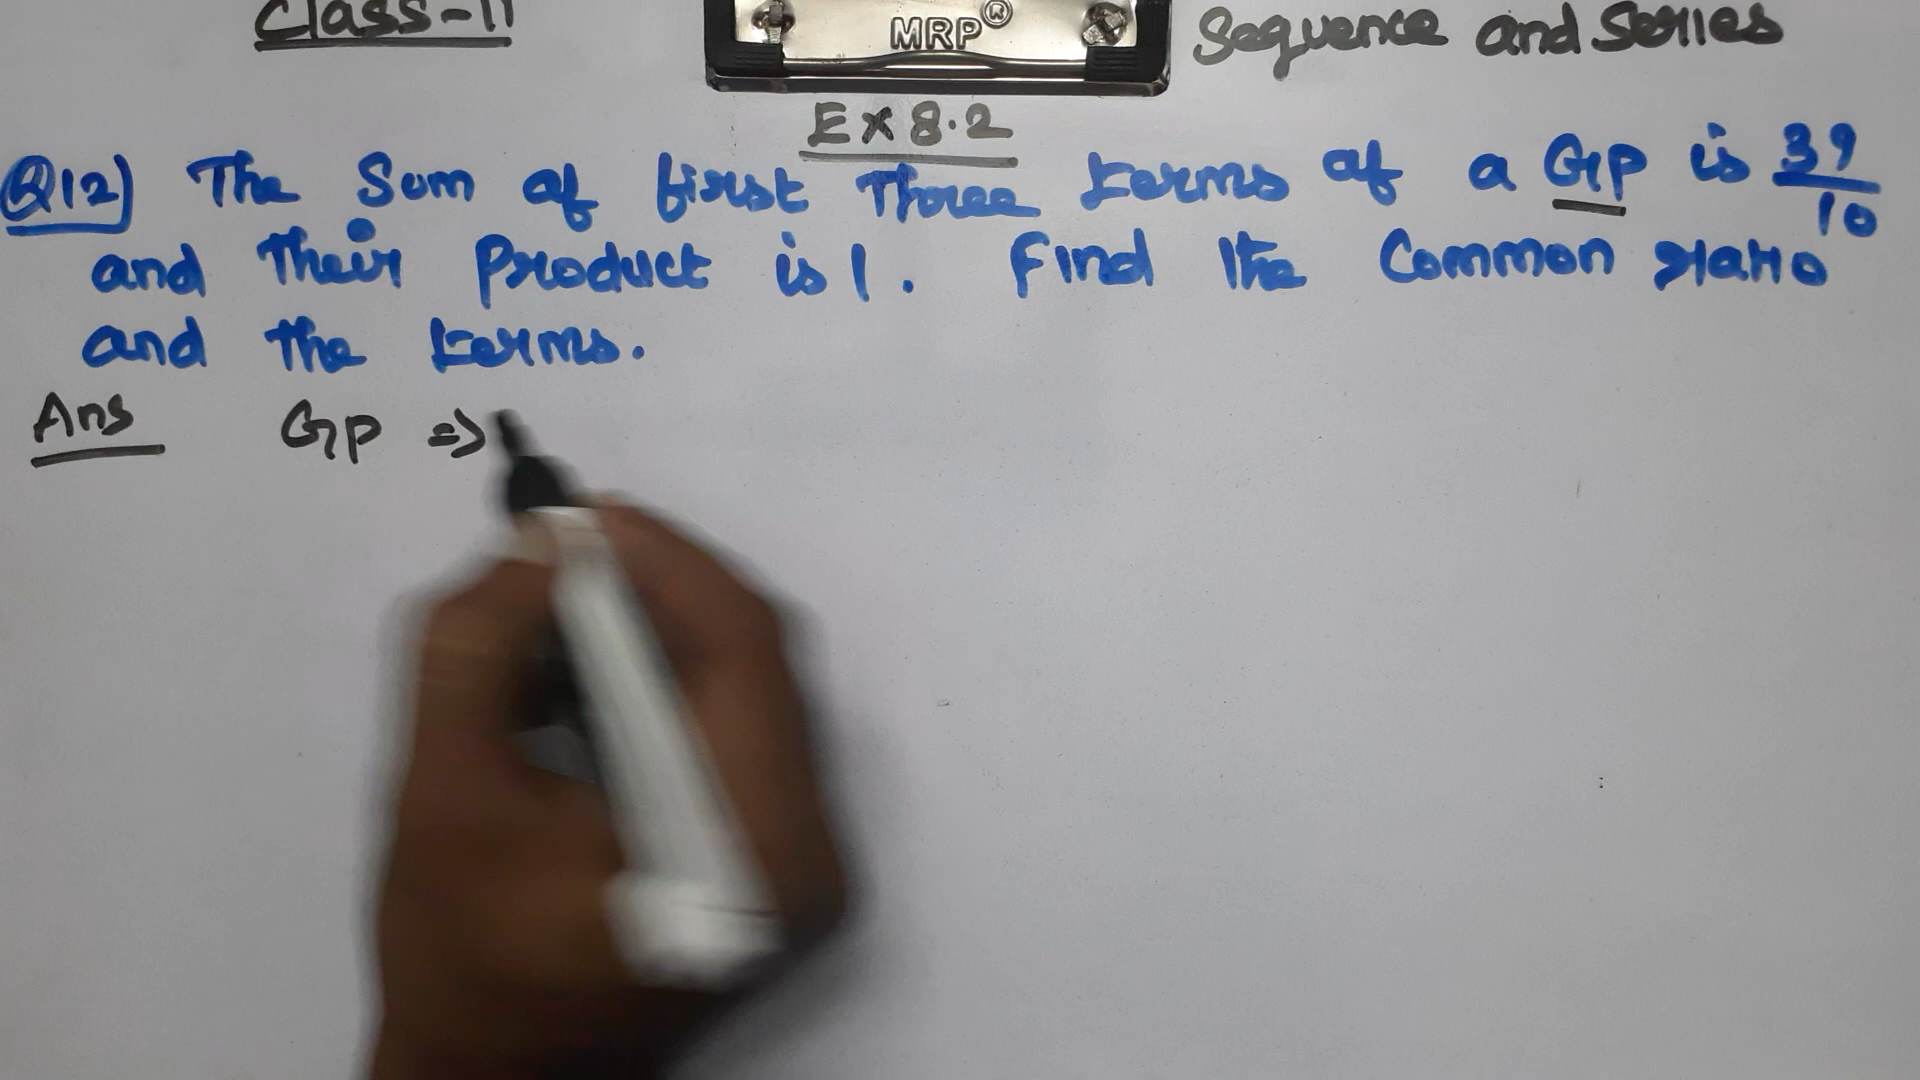 Class-11
MRP®
Sequence and Series
Ex 8.2
Q12) The Sum of first Three terms of a GP is 39/10
and Their Product is 1. Find the Common ratio
and the terms.
Ans GP ⇒